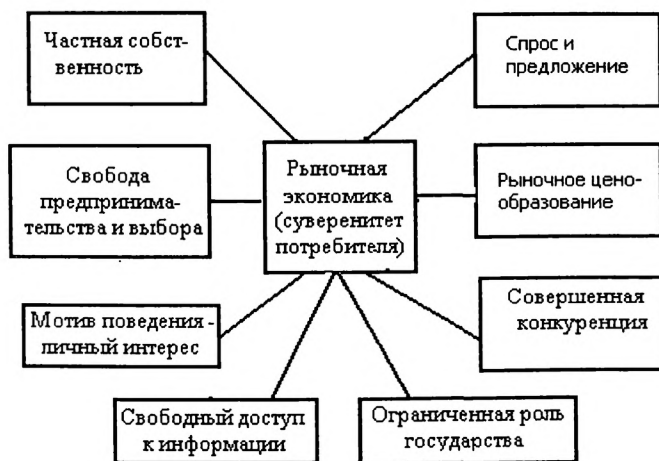 Частная собст-
венность
Спрос и
предложение
Свобода
предпринима-
тельства и выбора
Рыночная
экономика
(суверенитет
потребителя)
Рыночное цено-
образование
Мотив поведения -
личный интерес
Совершенная
конкуренция
Свободный доступ
к информации
Ограниченная роль
государства